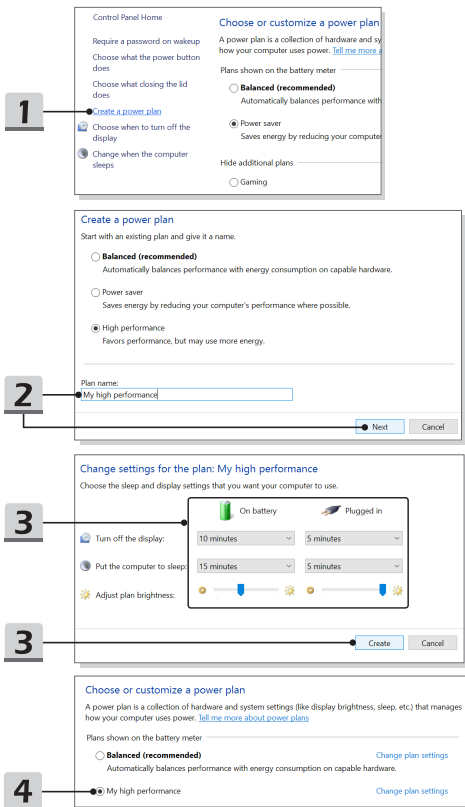 Control Panel Home
Require a password on wakeup
Choose what the power button
does
Choose what closing the lid
does
1
Create a power plan
Choose when to turn off the
display
Change when the computer
sleeps
Choose or customize a power plan
A power plan is a collection of hardware and sy
how your computer uses power. Tell me more a
Plans shown on the battery meter
Balanced (recommended)
Automatically balances performance with
Power saver
Saves energy by reducing your computer
Hide additional plans
Gaming
Create a power plan
Start with an existing plan and give it a name.
Balanced (recommended)
Automatically balances performance with energy consumption on capable hardware.
Power saver
Saves energy by reducing your computer's performance where possible.
High performance
Favors performance, but may use more energy.
Plan name:
2
My high performance
Next Cancel
Change settings for the plan: My high performance
Choose the sleep and display settings that you want your computer to use.
On battery Plugged in
3
Turn off the display: 10 minutes 5 minutes
Put the computer to sleep: 15 minutes 5 minutes
Adjust plan brightness:
3
Create Cancel
Choose or customize a power plan
A power plan is a collection of hardware and system settings (like display brightness, sleep, etc.) that manages
how your computer uses power. Tell me more about power plans
Plans shown on the battery meter
Balanced (recommended) Change plan settings
Automatically balances performance with energy consumption on capable hardware.
4
My high performance Change plan settings